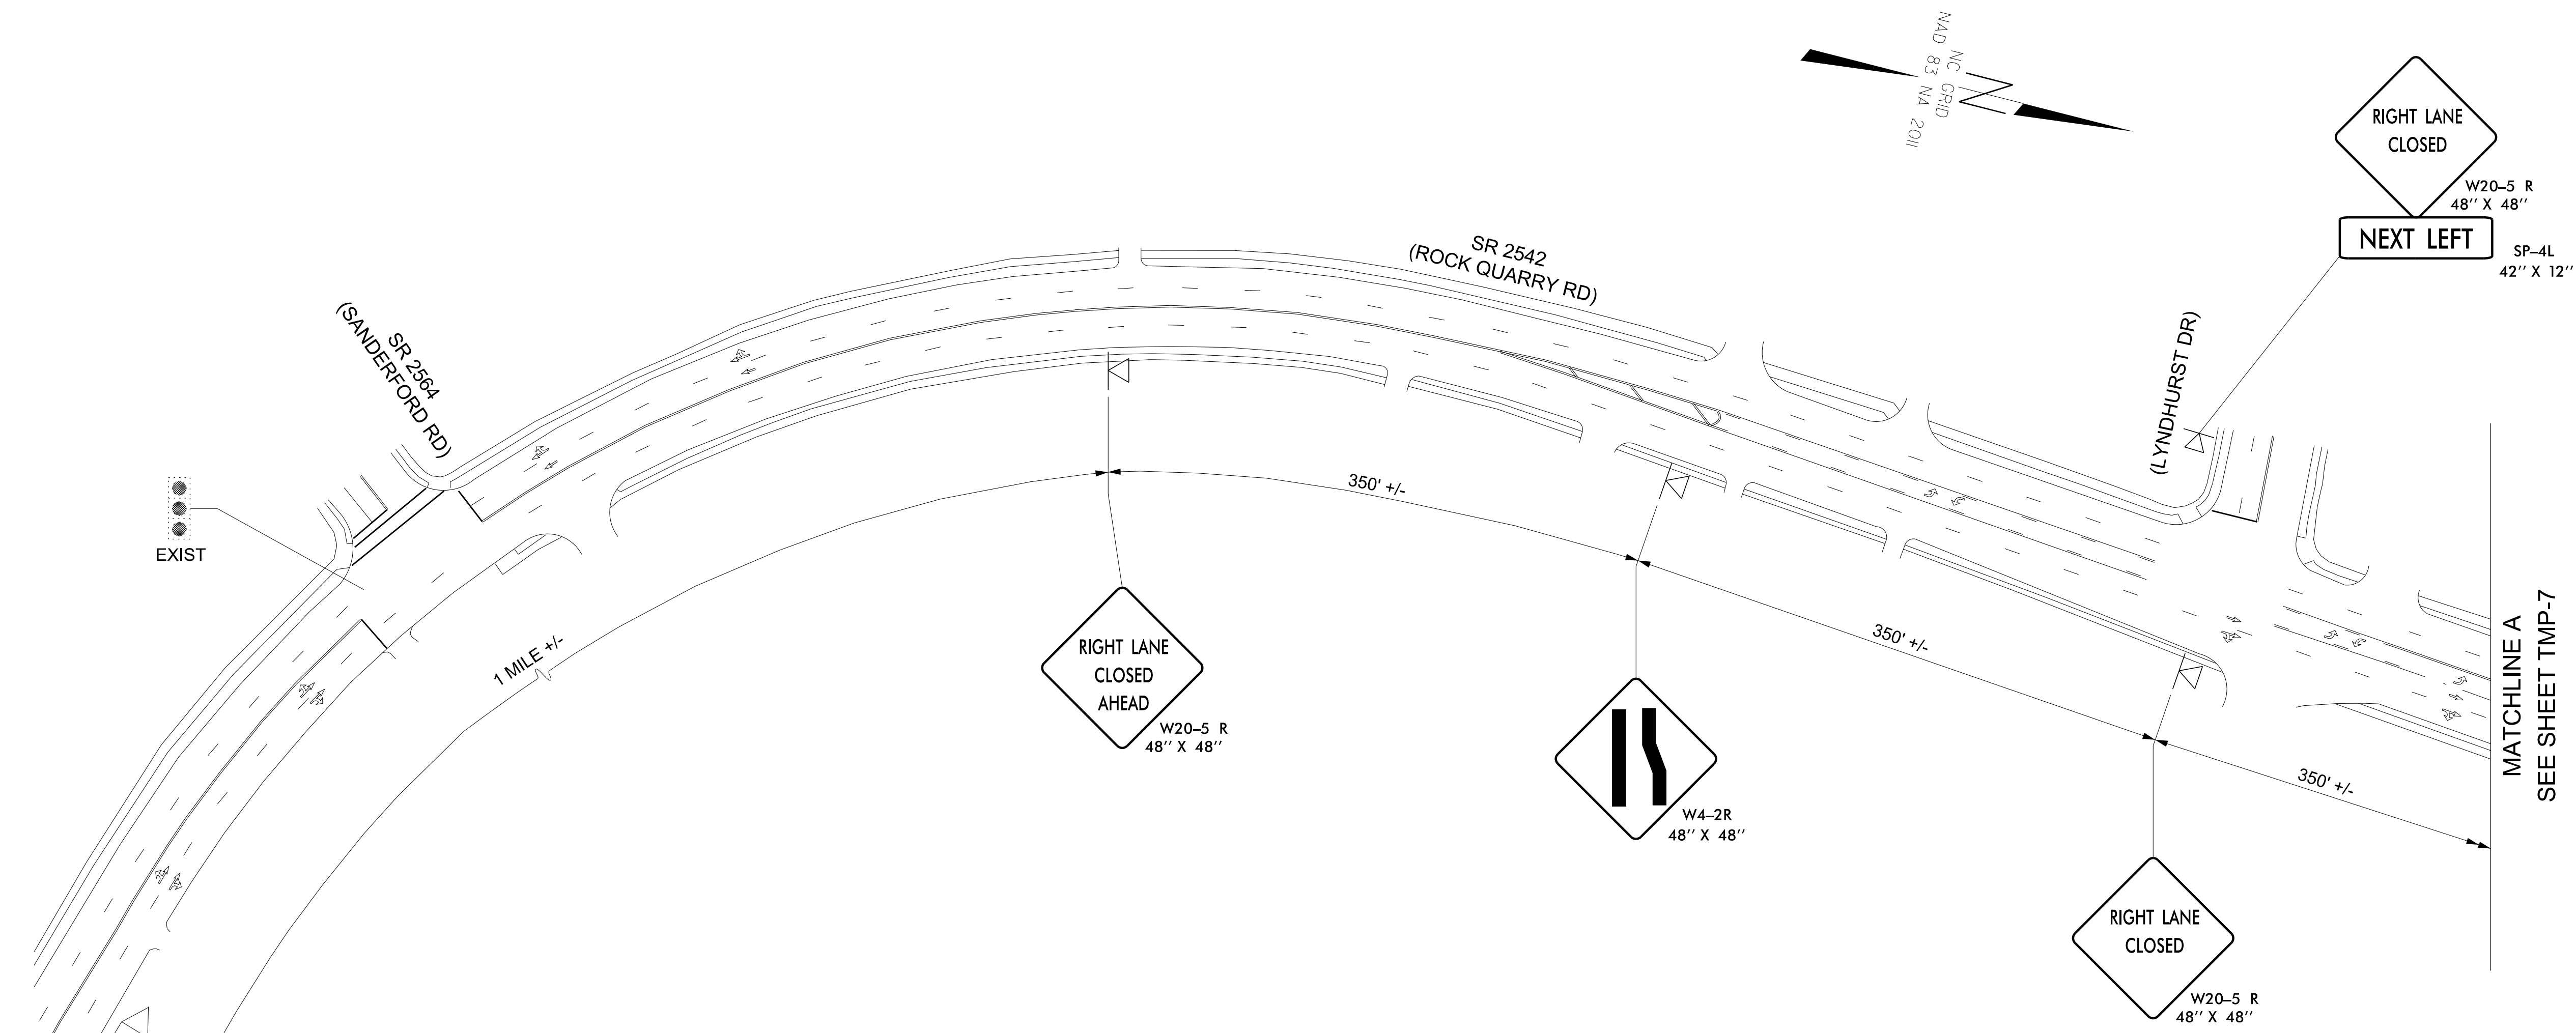 NC GRID
NAD 83 NA 2011
N
RIGHT LANE
CLOSED
W20-5 R
48'' X 48''
NEXT LEFT
SP-4L
42'' X 12''
SR 2542
(ROCK QUARRY RD)
SR 2564
(SANDERFORD RD)
(LYNDHURST DR)
EXIST
1 MILE +/-
350' +/-
350' +/-
350' +/-
RIGHT LANE
CLOSED
AHEAD
W20-5 R
48'' X 48''
W4-2R
48'' X 48''
RIGHT LANE
CLOSED
W20-5 R
48'' X 48''
MATCHLINE A
SEE SHEET TMP-7